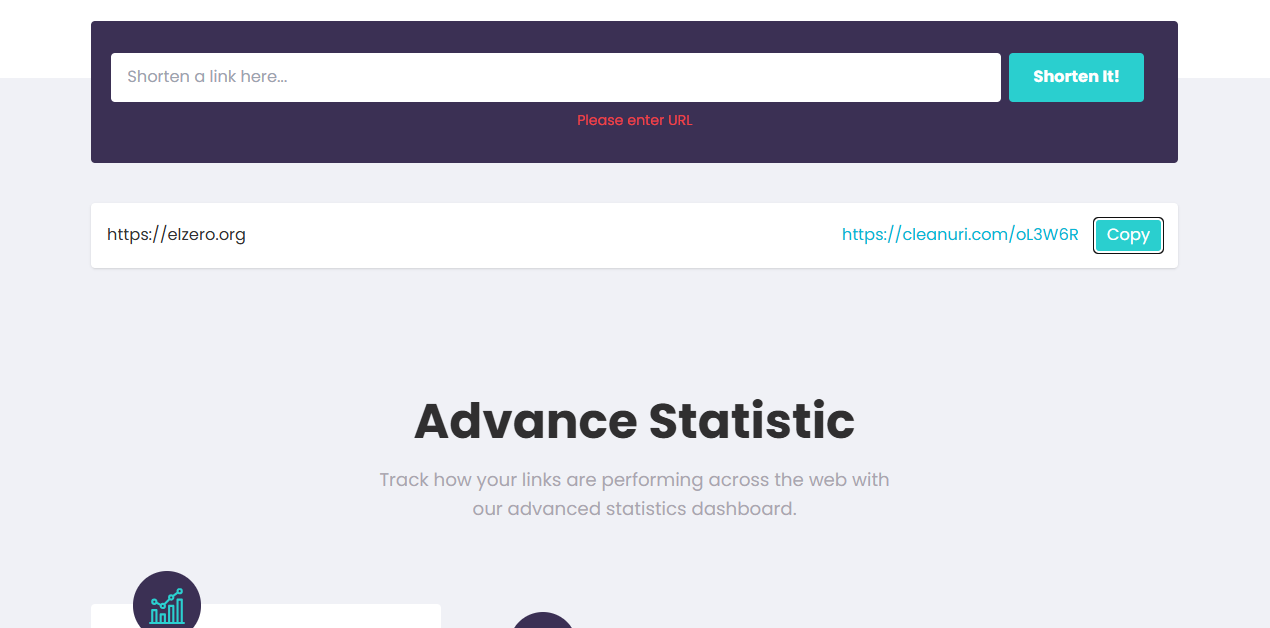 Shorten a link here...
Shorten It!
Please enter URL
https://elzero.org
https://cleanuri.com/oL3W6R
Copy
Advance Statistic
Track how your links are performing across the web with
our advanced statistics dashboard.